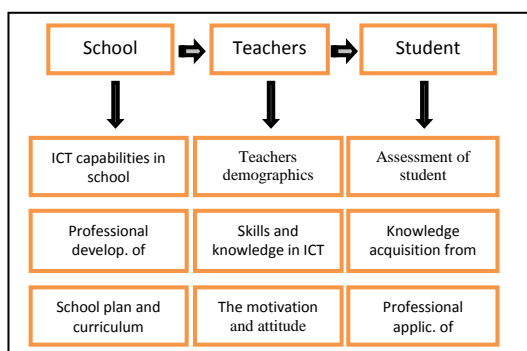 School
Teachers
Student
ICT capabilities in
school
Teachers
demographics
Assessment of
student
Professional
develop. of
Skills and
knowledge in ICT
Knowledge
acquisition from
School plan and
curriculum
The motivation
and attitude
Professional
applic. of